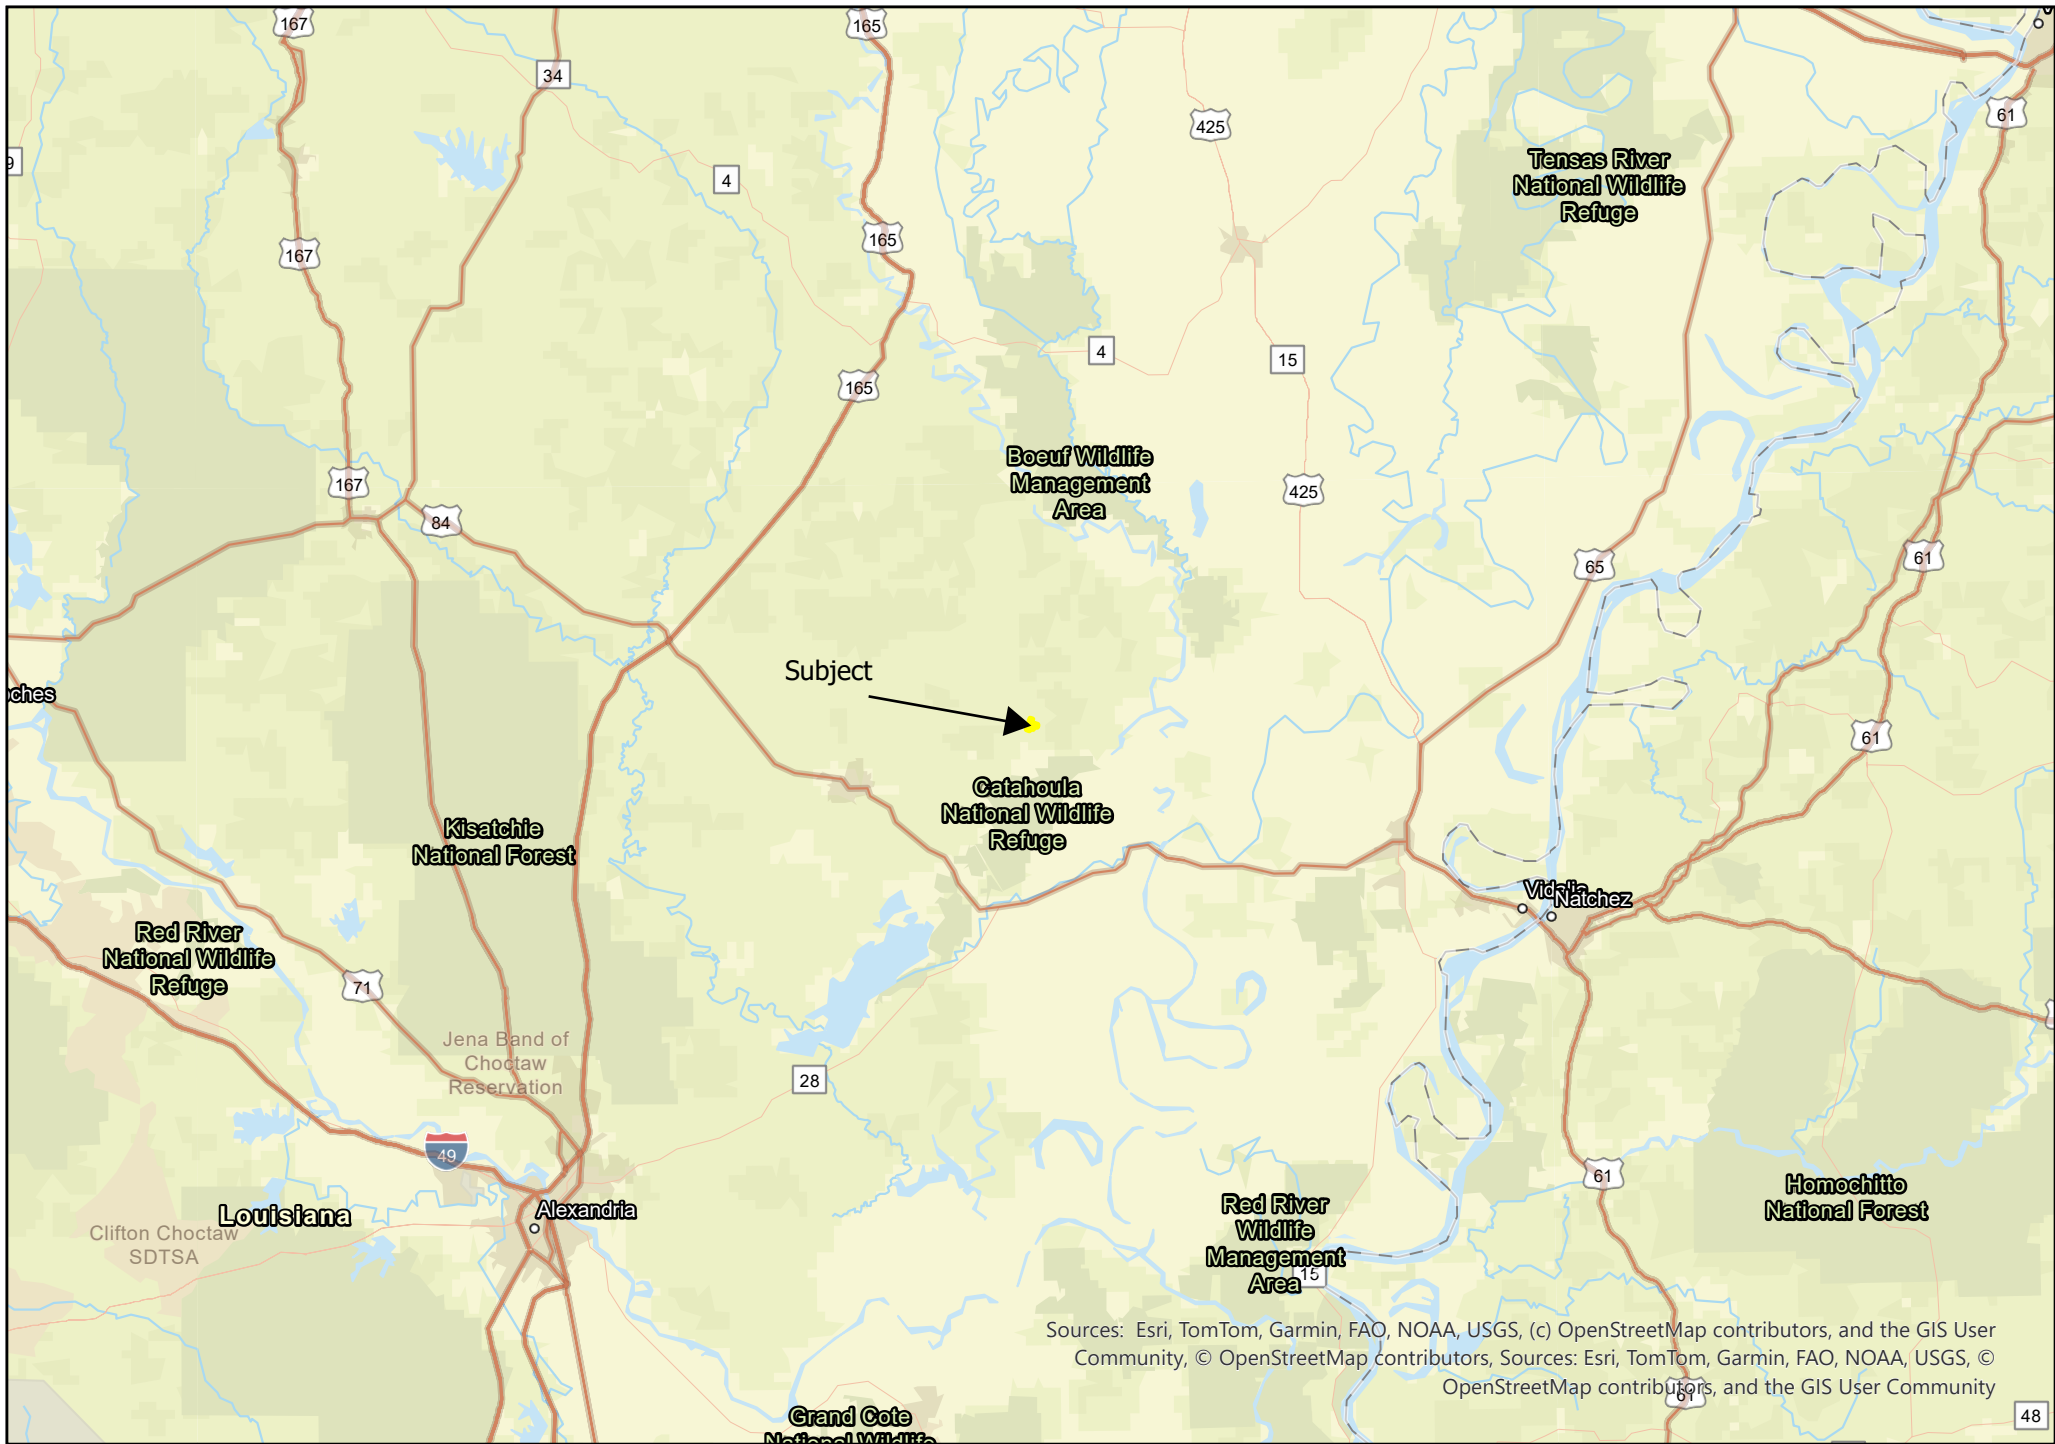 167
165
34
61
425
9
4
Tensas River
National Wildlife
Refuge
167
165
4
15
165
Boeuf Wildlife
Management
Area
167
425
84
61
65
Subject
61
Catahoula
National Wildlife
Refuge
Kisatchie
National Forest
Vidalia
Natchez
Red River
National Wildlife
Refuge
71
Jena Band of
Choctaw
Reservation
28
49
61
Homochitto
National Forest
Louisiana
Alexandria
Clifton Choctaw
SDTSA
Red River
Wildlife
Management
Area
15
Sources: Esri, TomTom, Garmin, FAO, NOAA, USGS, (c) OpenStreetMap contributors, and the GIS User
Community, © OpenStreetMap contributors, Sources: Esri, TomTom, Garmin, FAO, NOAA, USGS, ©
OpenStreetMap contributors, and the GIS User Community
61
48
Grand Cote
National Wildlife